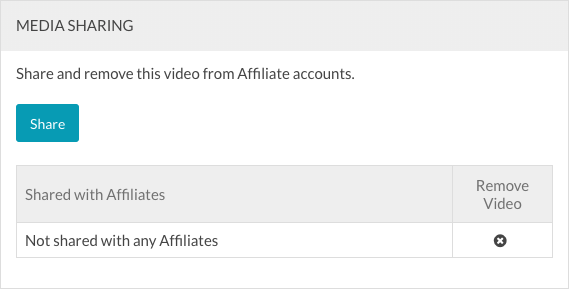 MEDIA SHARING
Share and remove this video from Affiliate accounts.
Share
Shared with Affiliates
Remove
Video
Not shared with any Affiliates